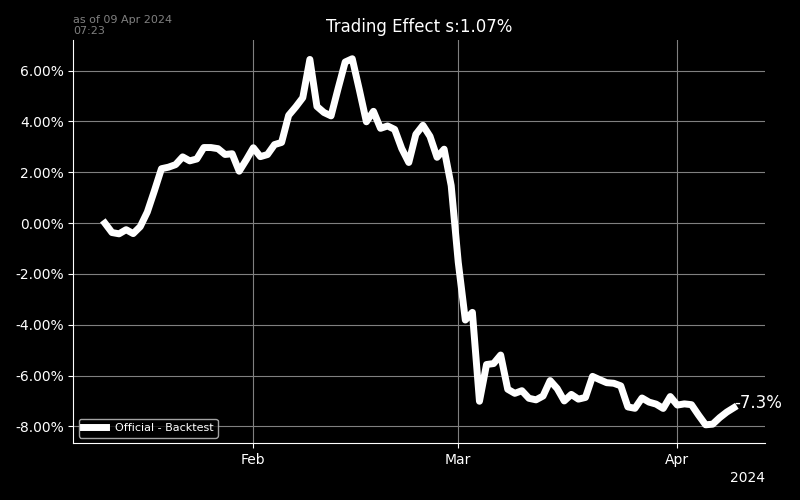 as of 09 Apr 2024
07:23
Trading Effect s:1.07%
6.00%
4.00%
2.00%
0.00%
-2.00%
-4.00%
-6.00%
-8.00%
-7.3%
Official - Backtest
Feb Mar Apr
2024